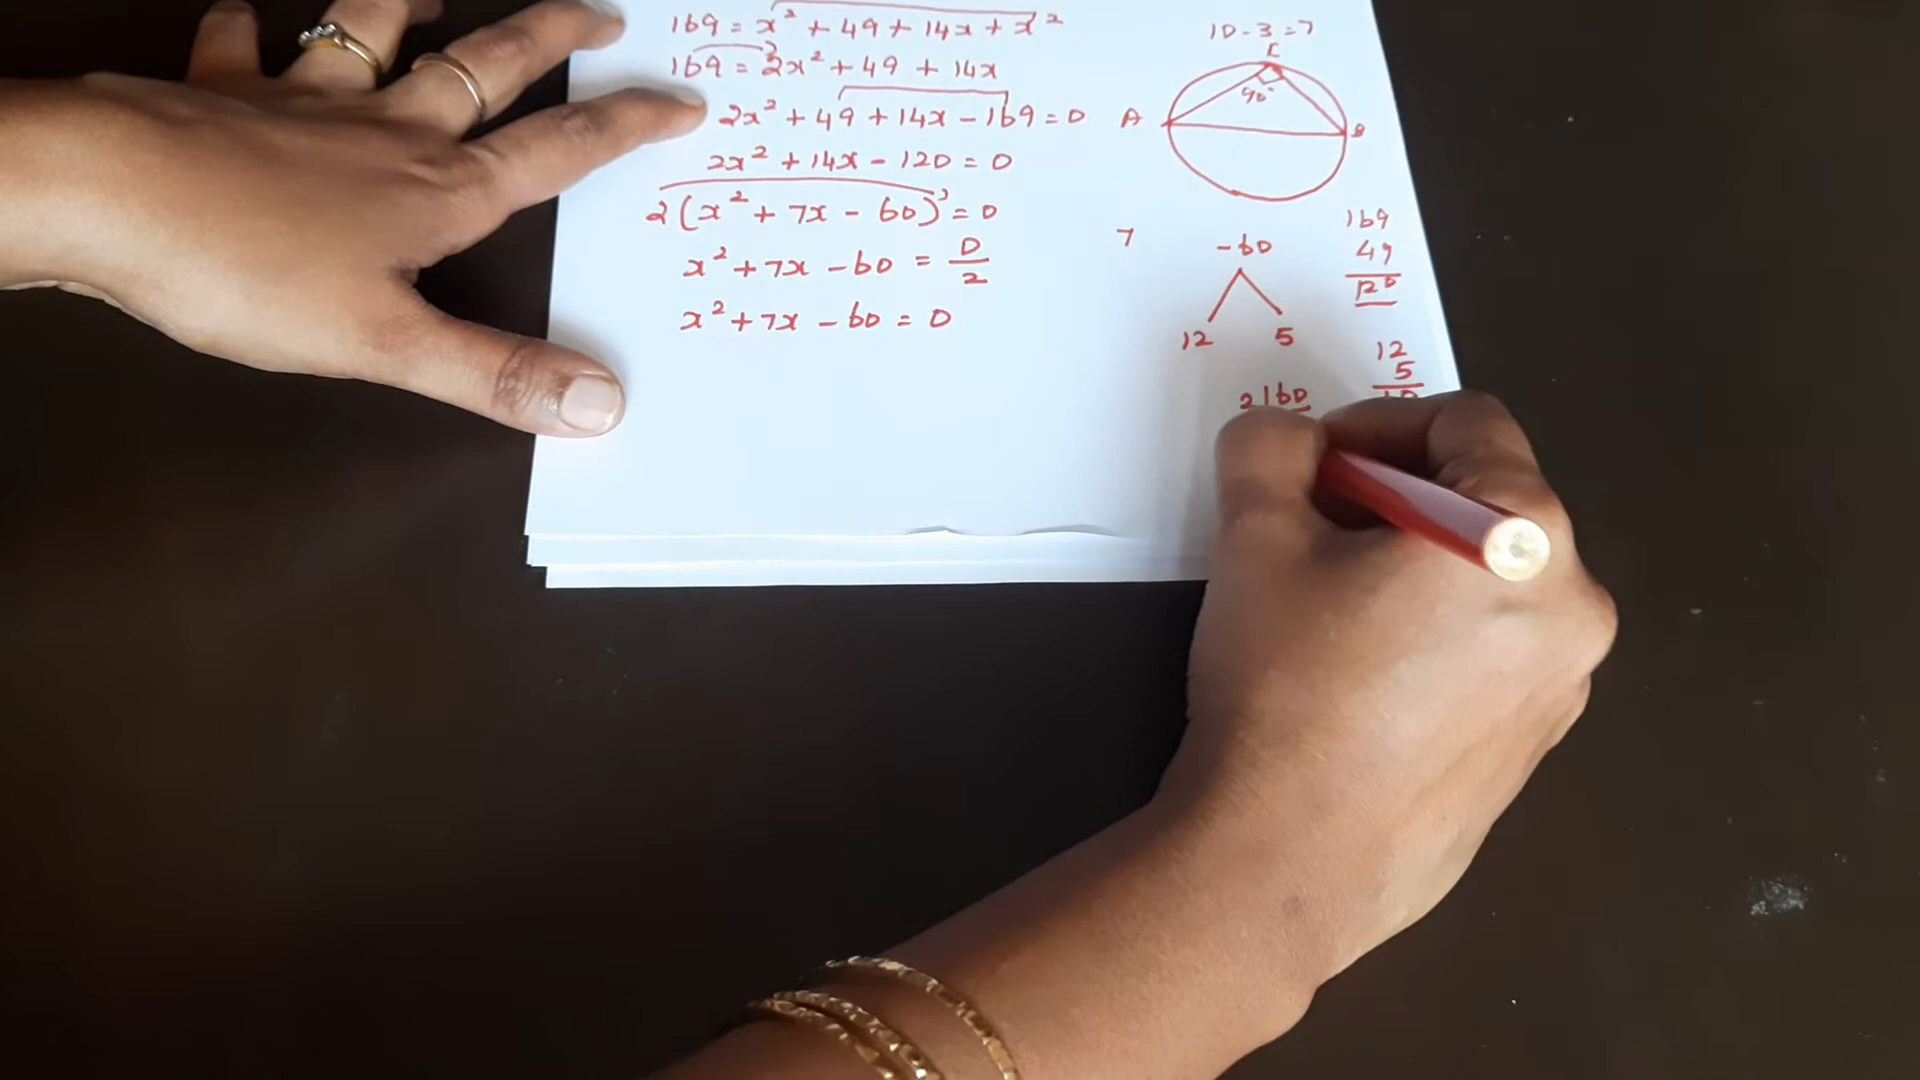 169 = x² + 49 + 14x + x²
169 = 2x² + 49 + 14x
2x² + 49 + 14x - 169 = 0
2x² + 14x - 120 = 0
2(x² + 7x - 60) = 0
x² + 7x - 60 = 0/2
x² + 7x - 60 = 0
10 - 3 = 7
C
90°
A
B
7
-60
12 5
169
49
120
12
5
2 | 60